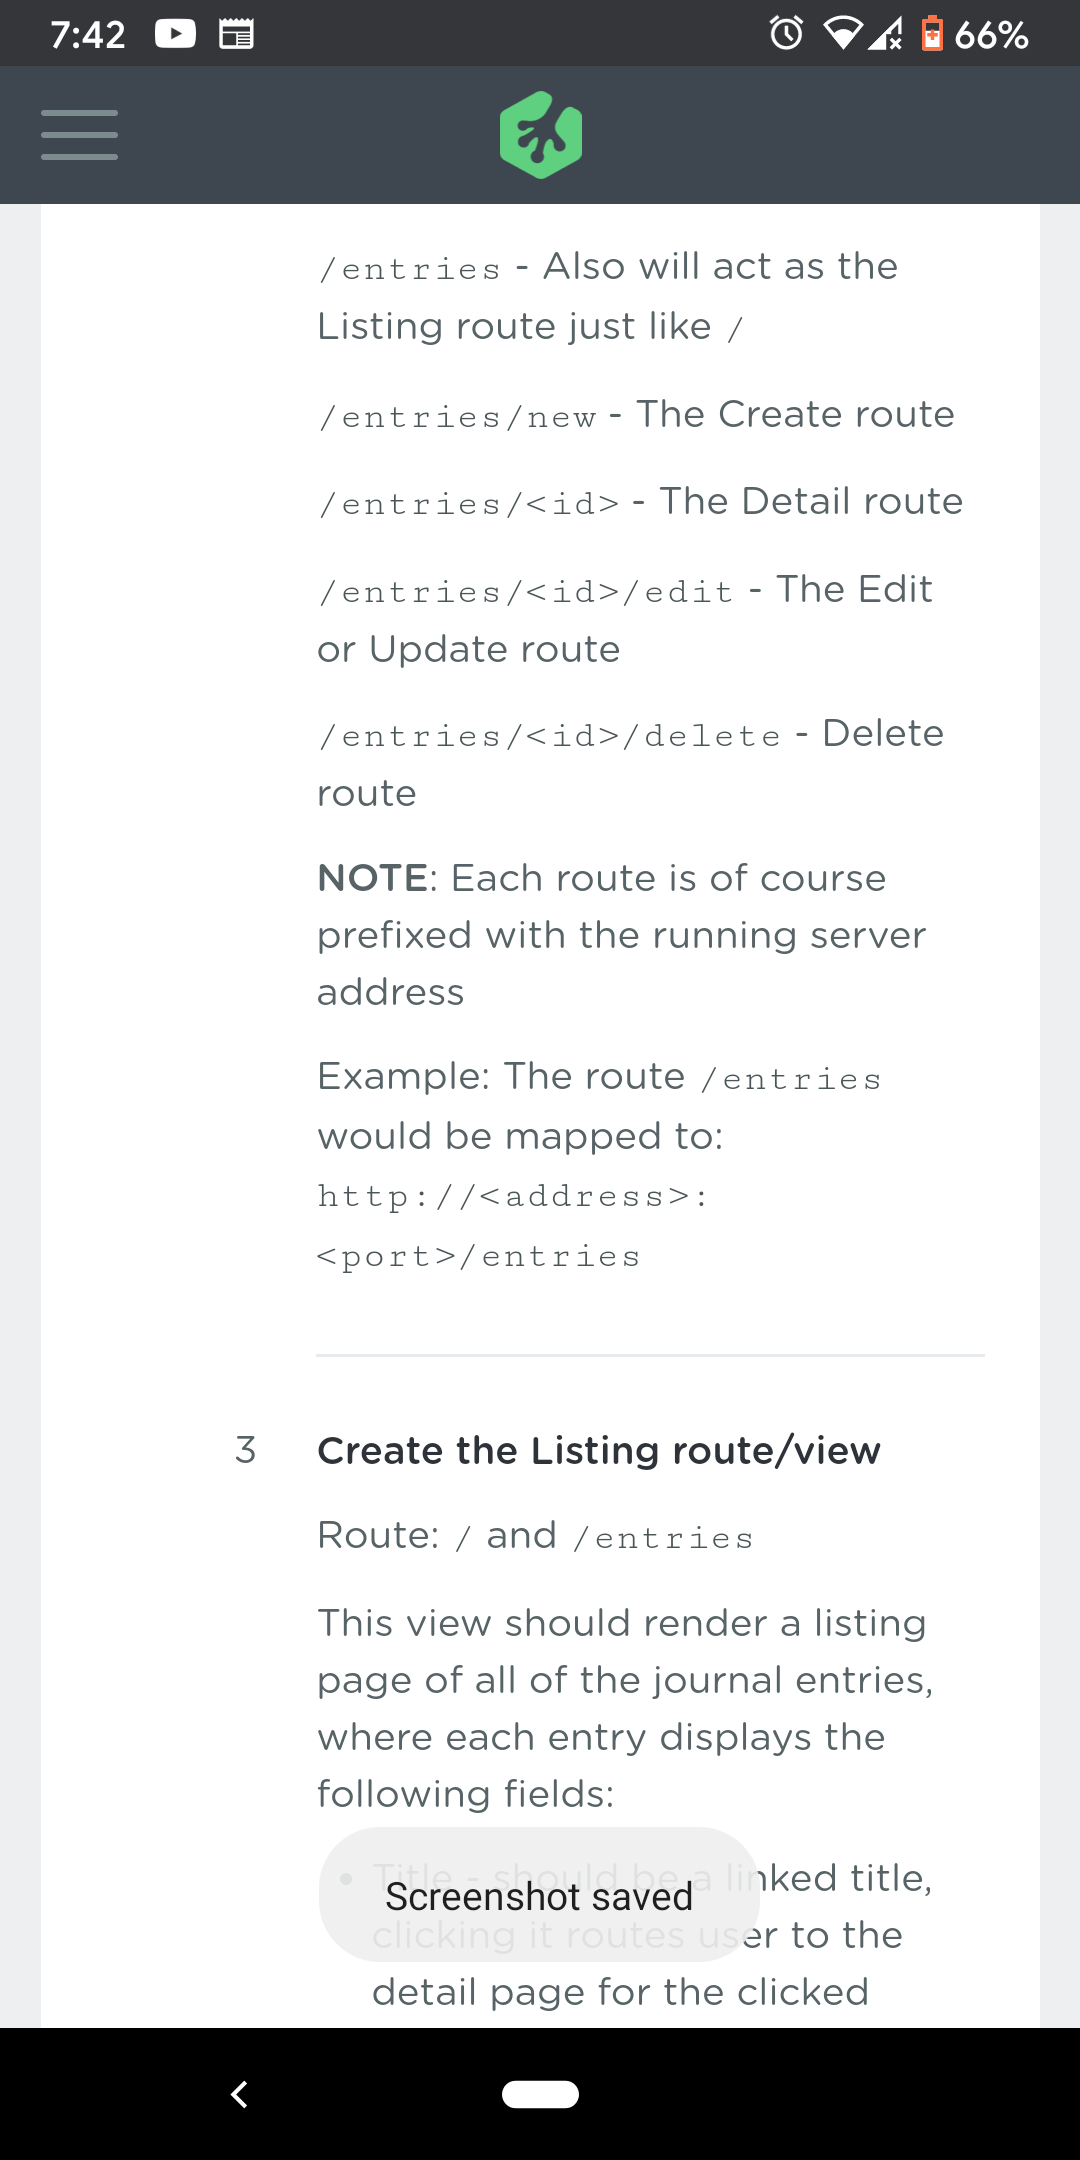 7:42
66%
/entries - Also will act as the
Listing route just like /
/entries/new - The Create route
/entries/<id> - The Detail route
/entries/<id>/edit - The Edit
or Update route
/entries/<id>/delete - Delete
route
NOTE: Each route is of course
prefixed with the running server
address
Example: The route /entries
would be mapped to:
http://<address>:
<port>/entries
3 Create the Listing route/view
Route: / and /entries
This view should render a listing
page of all of the journal entries,
where each entry displays the
following fields:
• Title - should be a linked title,
Screenshot saved
clicking it routes user to the
detail page for the clicked